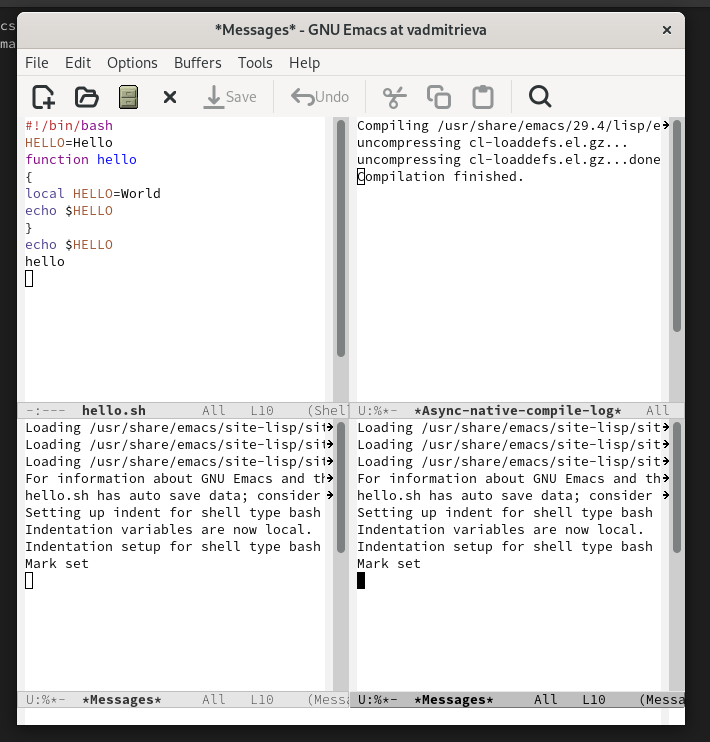 cs
ma
*Messages* - GNU Emacs at vadmitrieva
File Edit Options Buffers Tools Help
Save Undo
#!/bin/bash
HELLO=Hello
function hello
{
local HELLO=World
echo $HELLO
}
echo $HELLO
hello
-:--- hello.sh All L10 (Shel
Compiling /usr/share/emacs/29.4/lisp/e
uncompressing cl-loaddefs.el.gz...
uncompressing cl-loaddefs.el.gz...done
Compilation finished.
U:%*- *Async-native-compile-log* All
Loading /usr/share/emacs/site-lisp/sit
Loading /usr/share/emacs/site-lisp/sit
Loading /usr/share/emacs/site-lisp/sit
For information about GNU Emacs and th
hello.sh has auto save data; consider
Setting up indent for shell type bash
Indentation variables are now local.
Indentation setup for shell type bash
Mark set
U:%*- *Messages* All L10 (Messa
Loading /usr/share/emacs/site-lisp/sit
Loading /usr/share/emacs/site-lisp/sit
Loading /usr/share/emacs/site-lisp/sit
For information about GNU Emacs and th
hello.sh has auto save data; consider
Setting up indent for shell type bash
Indentation variables are now local.
Indentation setup for shell type bash
Mark set
U:%*- *Messages* All L10 (Messa